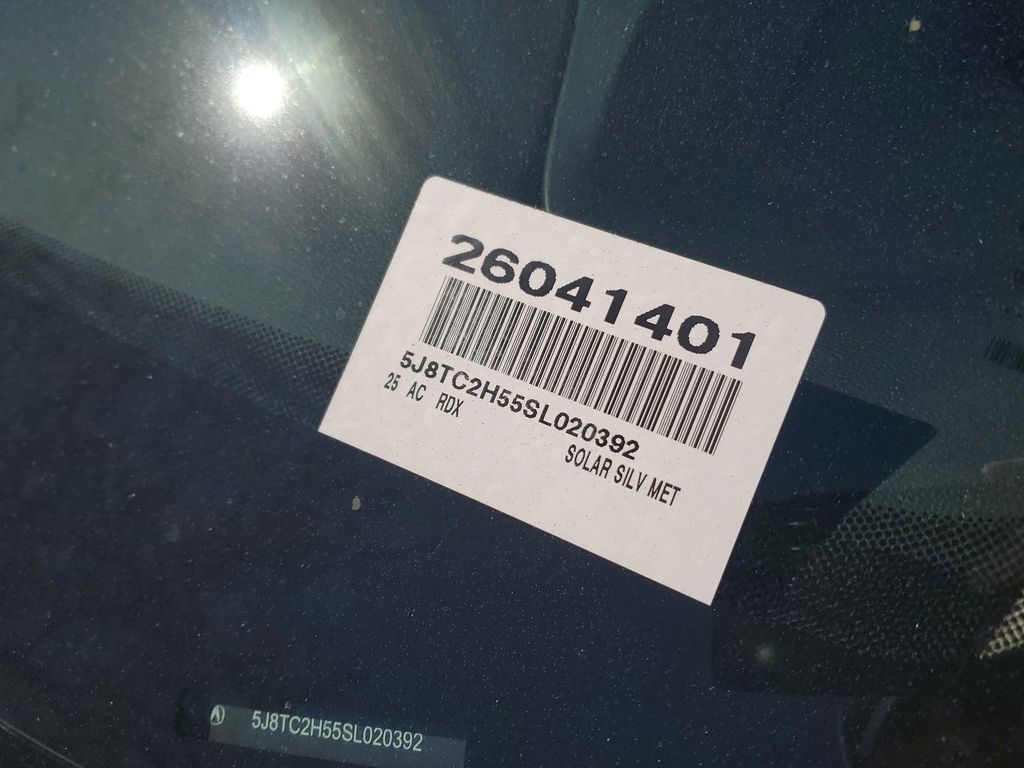 26041401
5J8TC2H55SL020392
25 AC RDX
SOLAR SILV MET
5J8TC2H55SL020392